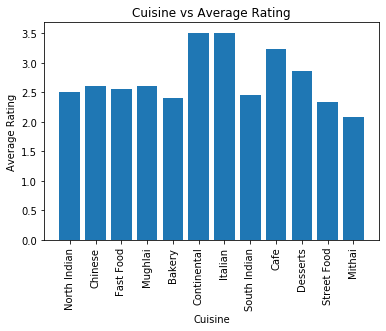 Cuisine vs Average Rating
Average Rating
3.5
3.0
2.5
2.0
1.5
1.0
0.5
0.0
North Indian
Chinese
Fast Food
Mughlai
Bakery
Continental
Italian
South Indian
Cafe
Desserts
Street Food
Mithai
Cuisine